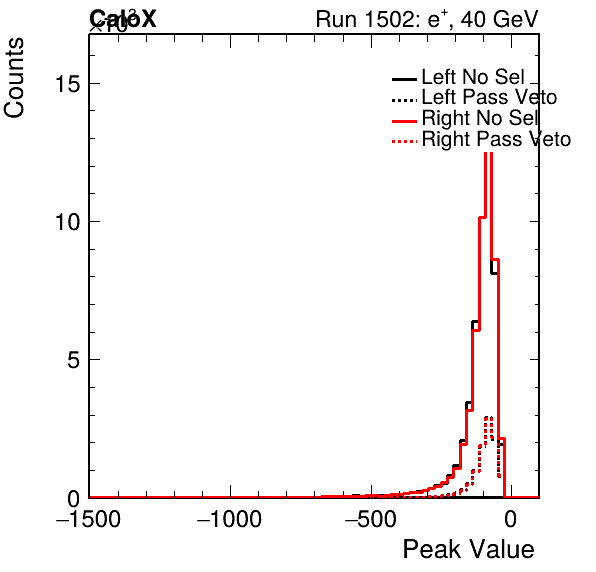 CaloX
×10³
Run 1502: e⁺, 40 GeV
Counts
15
10
5
0
Left No Sel
Left Pass Veto
Right No Sel
Right Pass Veto
−1500
−1000
−500
0
Peak Value